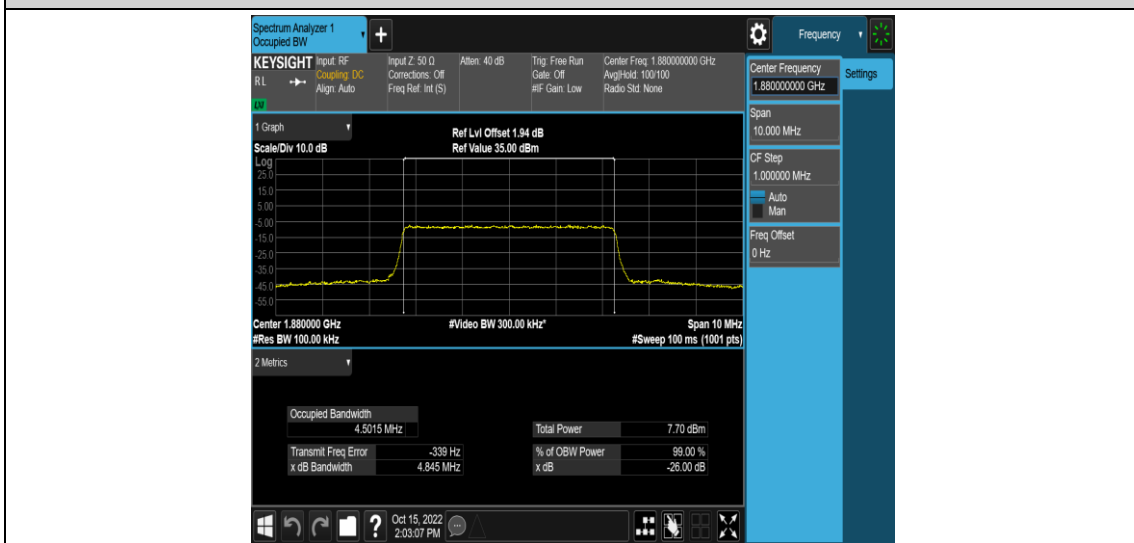 Spectrum Analyzer 1
Occupied BW
+
Frequency
KEYSIGHT
RL
LXI
Input: RF
Coupling: DC
Align: Auto
Input Z: 50 Ω
Corrections: Off
Freq Ref: Int (S)
Atten: 40 dB
Trig: Free Run
Gate: Off
#IF Gain: Low
Center Freq: 1.880000000 GHz
Avg|Hold: 100/100
Radio Std: None
Center Frequency
1.880000000 GHz
Settings
Span
10.000 MHz
CF Step
1.000000 MHz
Auto
Man
Freq Offset
0 Hz
1 Graph
Scale/Div 10.0 dB
Ref Lvl Offset 1.94 dB
Ref Value 35.00 dBm
Log
25.0
15.0
5.00
-5.00
-15.0
-25.0
-35.0
-45.0
-55.0
Center 1.880000 GHz
#Video BW 300.00 kHz*
Span 10 MHz
#Res BW 100.00 kHz
#Sweep 100 ms (1001 pts)
2 Metrics
Occupied Bandwidth
4.5015 MHz
Total Power 7.70 dBm
Transmit Freq Error -339 Hz
% of OBW Power 99.00 %
x dB Bandwidth 4.845 MHz
x dB -26.00 dB
?
Oct 15, 2022
2:03:07 PM